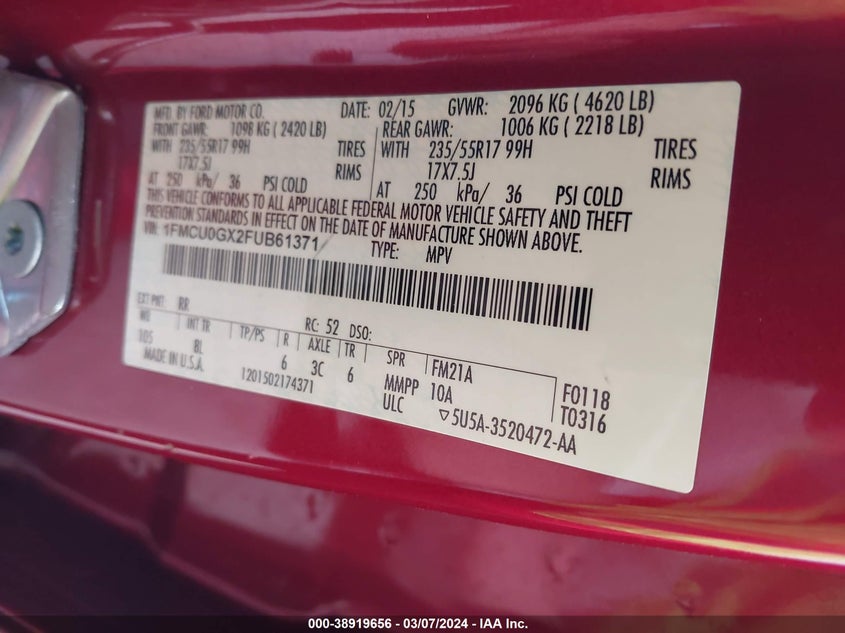 MFD. BY FORD MOTOR CO. DATE: 02/15 GVWR: 2096 KG ( 4620 LB)
FRONT GAWR: 1098 KG ( 2420 LB) REAR GAWR: 1006 KG ( 2218 LB)
WITH 235/55R17 99H TIRES WITH 235/55R17 99H TIRES
17X7.5J RIMS 17X7.5J RIMS
AT 250 kPa/ 36 PSI COLD AT 250 kPa/ 36 PSI COLD
THIS VEHICLE CONFORMS TO ALL APPLICABLE FEDERAL MOTOR VEHICLE SAFETY AND THEFT
PREVENTION STANDARDS IN EFFECT ON THE DATE OF MANUFACTURE SHOWN ABOVE.
VIN: 1FMCU0GX2FUB61371
TYPE: MPV
EXT PNT: RR RC: 52 DSO:
WB INT TR TP/PS R AXLE TR SPR FM21A F0118
105 8L 6 3C 6 MMPP 10A T0316
MADE IN U.S.A. 1201502174371 ULC ▽5U5A-3520472-AA
000-38919656 - 03/07/2024 - IAA Inc.